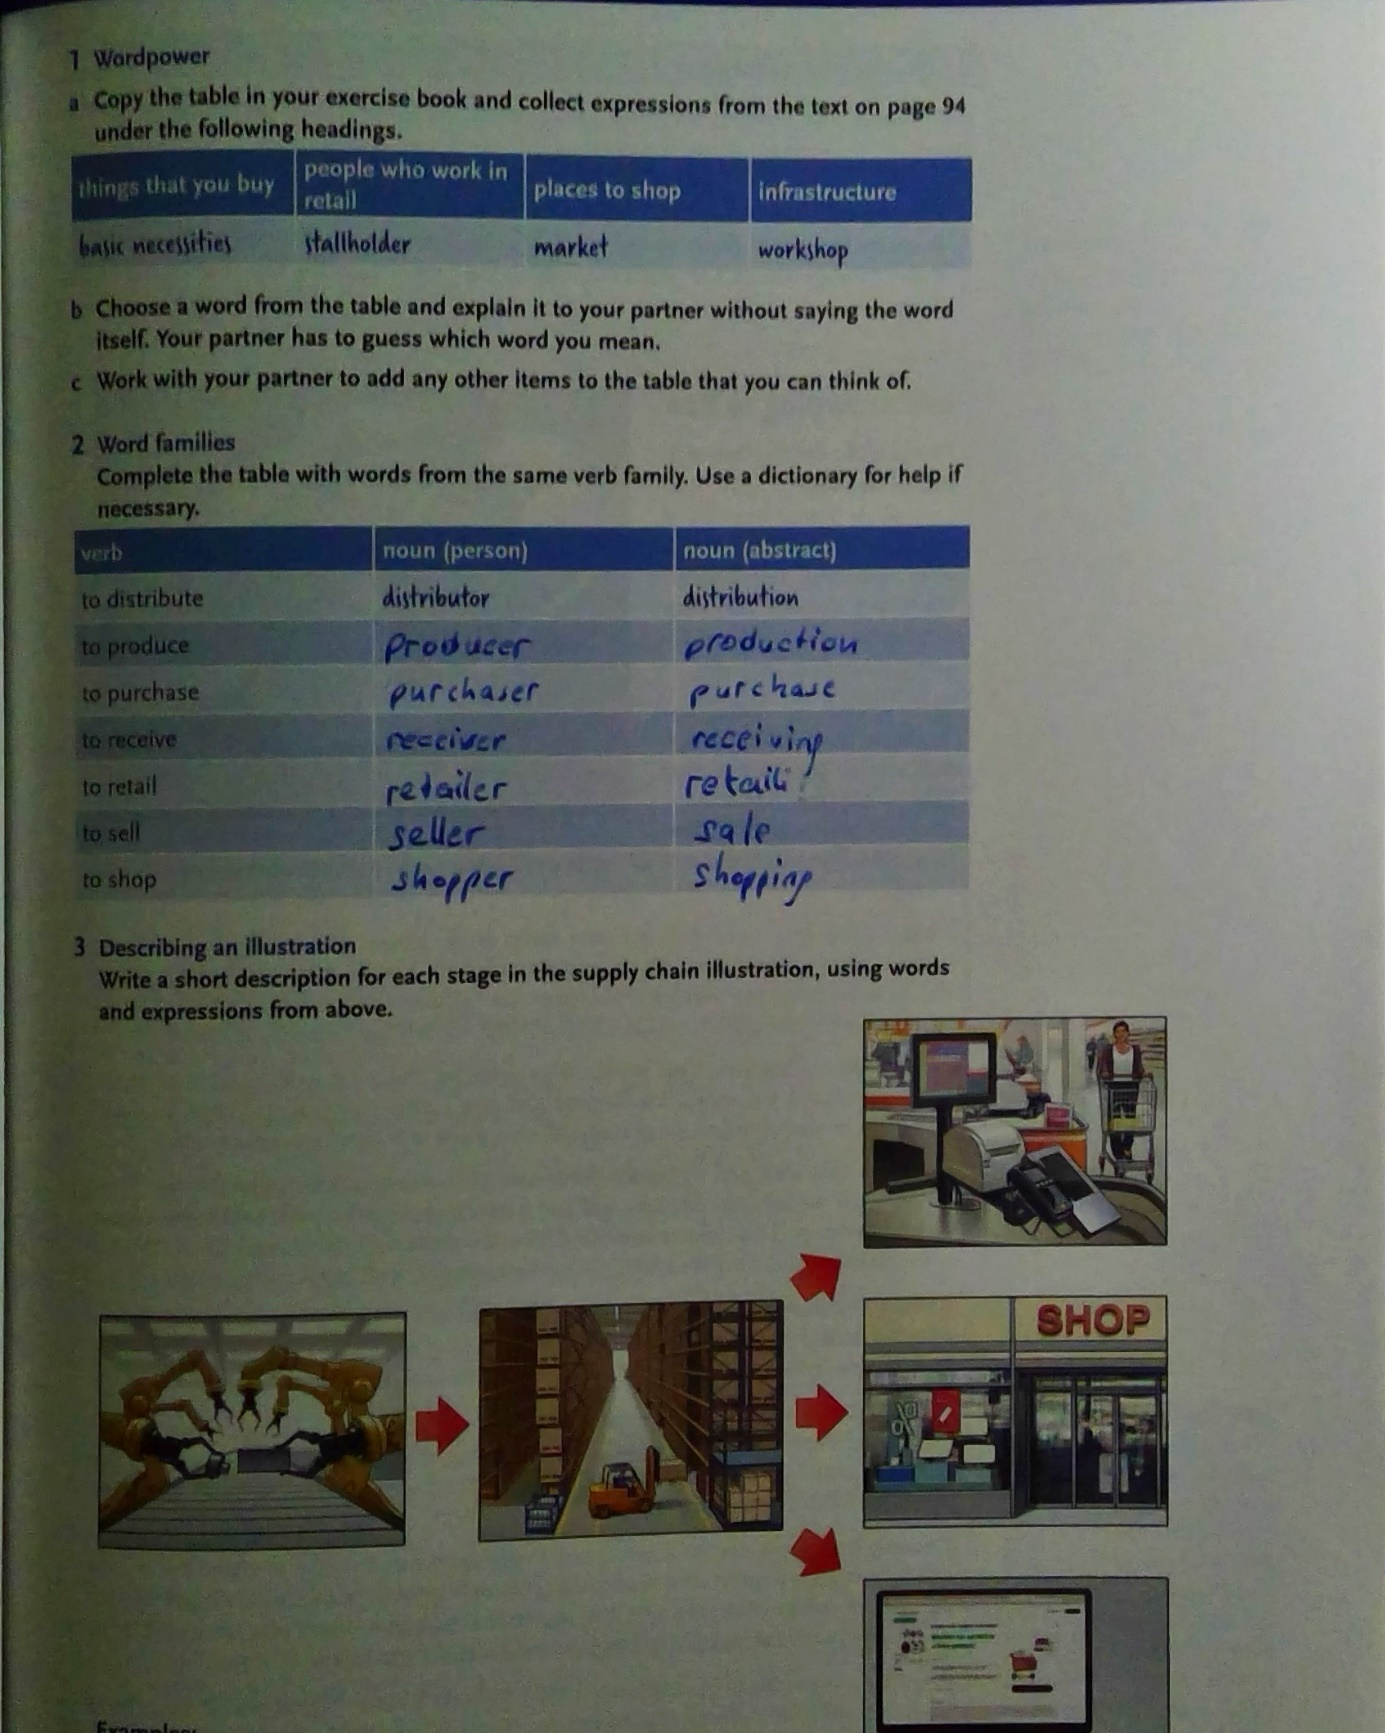 1 Wordpower
a Copy the table in your exercise book and collect expressions from the text on page 94
under the following headings.
things that you buy people who work in retail places to shop infrastructure
basic necessities stallholder market workshop
b Choose a word from the table and explain it to your partner without saying the word
itself. Your partner has to guess which word you mean.
c Work with your partner to add any other items to the table that you can think of.
2 Word families
Complete the table with words from the same verb family. Use a dictionary for help if
necessary.
verb noun (person) noun (abstract)
to distribute distributor distribution
to produce producer production
to purchase purchaser purchase
to receive receiver receiving
to retail retailer retail
to sell seller sale
to shop shopper shopping
3 Describing an illustration
Write a short description for each stage in the supply chain illustration, using words
and expressions from above.
SHOP
Examples: